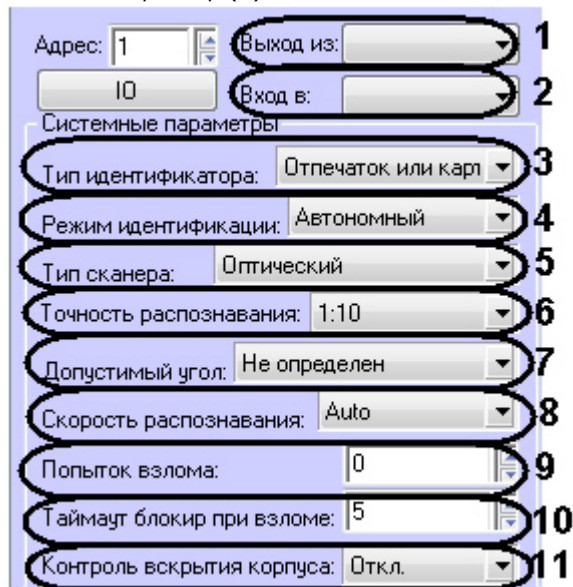 Адрес: 1 Выход из: 1
IO Вход в: 2
Системные параметры
Тип идентификатора: Отпечаток или карт 3
Режим идентификации: Автономный 4
Тип сканера: Оптический 5
Точность распознавания: 1:10 6
Допустимый угол: Не определен 7
Скорость распознавания: Auto 8
Попыток взлома: 0 9
Таймаут блокир при взломе: 5 10
Контроль вскрытия корпуса: Откл. 11